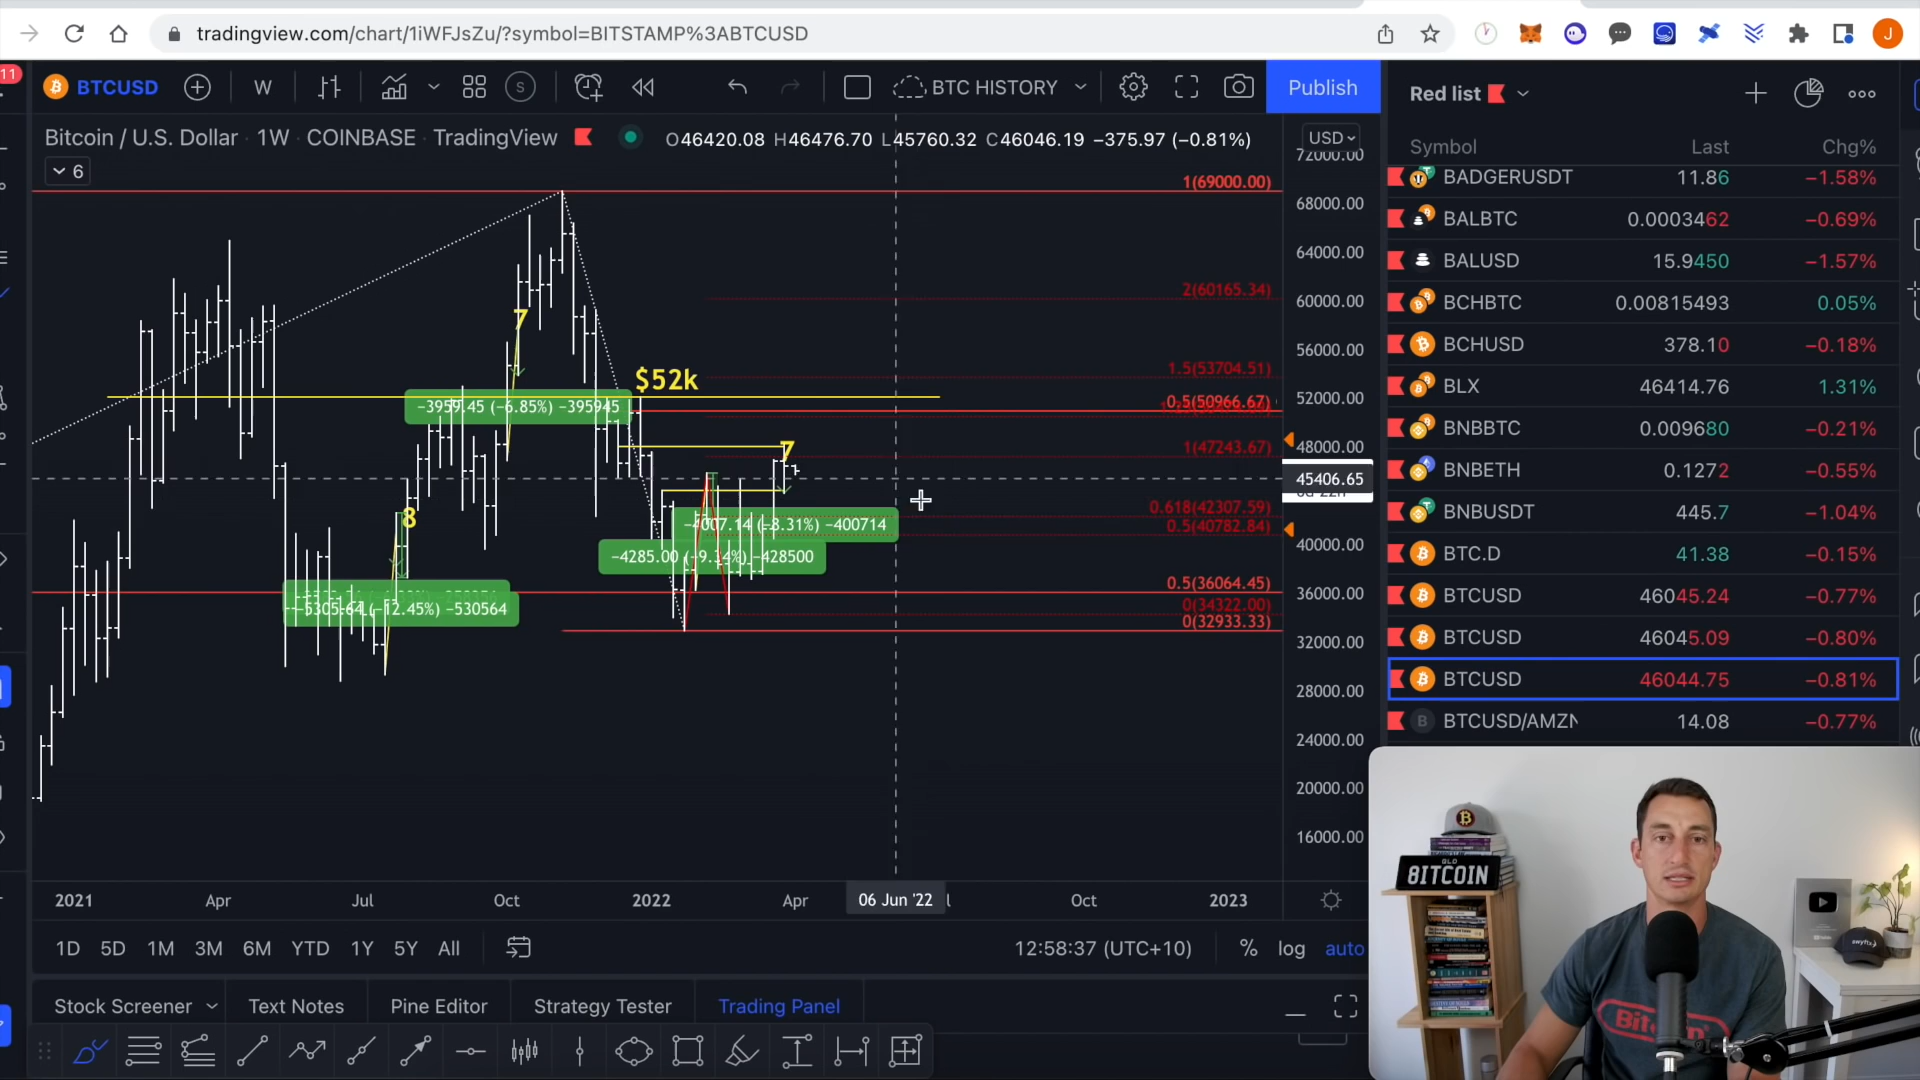 tradingview.com/chart/1iWFJsZu/?symbol=BITSTAMP%3ABTCUSD
J
11
BTCUSD
W
S
BTC HISTORY
Publish
Red list
Bitcoin / U.S. Dollar · 1W · COINBASE · TradingView
O46420.08 H46476.70 L45760.32 C46046.19 −375.97 (−0.81%)
USD
6
Symbol Last Chg%
BADGERUSDT 11.86 −1.58%
BALBTC 0.00034462 −0.69%
BALUSD 15.9450 −1.57%
BCHBTC 0.00815493 0.05%
BCHUSD 378.10 −0.18%
BLX 46414.76 1.31%
BNBBTC 0.009680 −0.21%
BNBETH 0.1272 −0.55%
BNBUSDT 445.7 −1.04%
BTC.D 41.38 −0.15%
BTCUSD 46045.24 −0.77%
BTCUSD 46045.09 −0.80%
BTCUSD 46044.75 −0.81%
BTCUSD/AMZN 14.08 −0.77%
72000.00
68000.00
64000.00
60000.00
56000.00
52000.00
48000.00
45406.65
40000.00
36000.00
32000.00
28000.00
24000.00
20000.00
16000.00
1(69000.00)
2(60165.34)
1.5(53704.51)
0.5(50966.67)
1(47243.67)
0.618(42307.59)
0.5(40782.84)
0.5(36064.45)
0(34322.00)
0(32933.33)
7
$52k
−3959.45 (−6.85%) −395945
7
8
−4007.14 (−8.31%) −400714
−4285.00 (−9.34%) −428500
−5305.64 (−12.45%) −530564
2021 Apr Jul Oct 2022 Apr 06 Jun '22 Oct 2023
1D 5D 1M 3M 6M YTD 1Y 5Y All
12:58:37 (UTC+10) % log auto
Stock Screener Text Notes Pine Editor Strategy Tester Trading Panel
B
QLD
8ITCOIN
swyftx